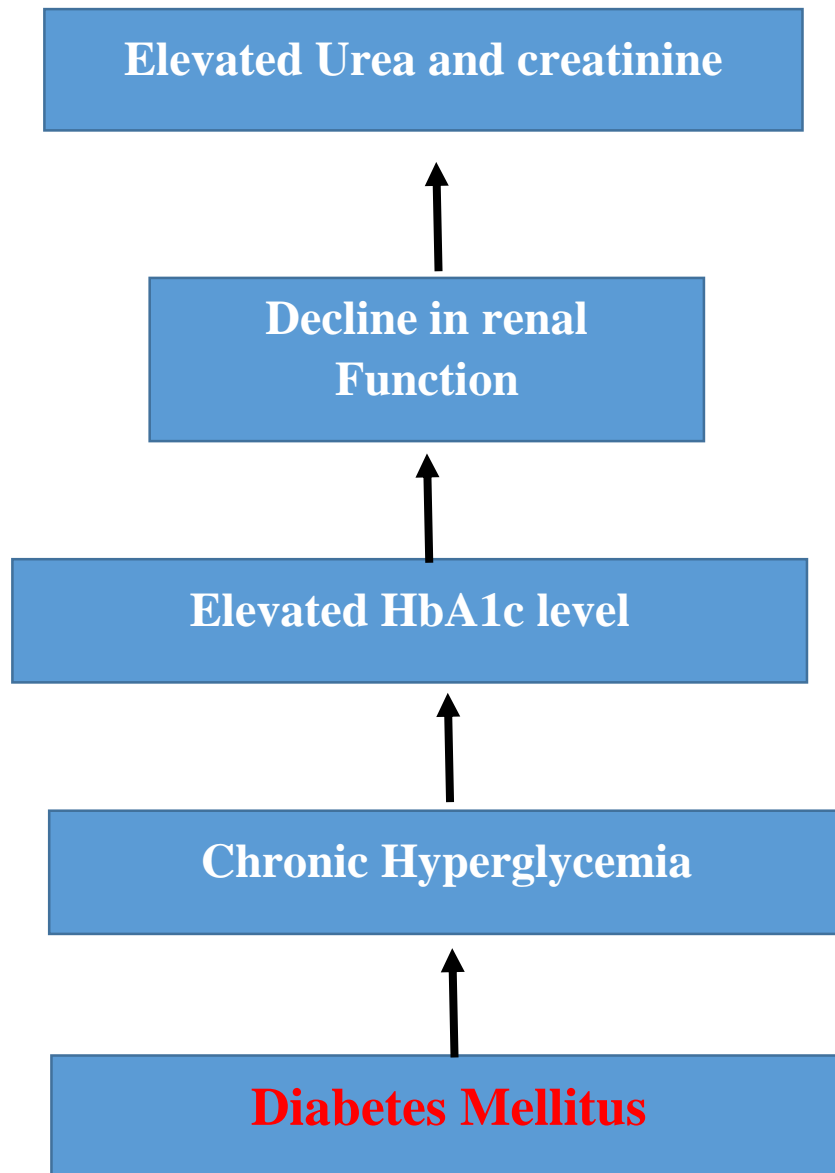 Elevated Urea and creatinine
Decline in renal
Function
Elevated HbA1c level
Chronic Hyperglycemia
Diabetes Mellitus